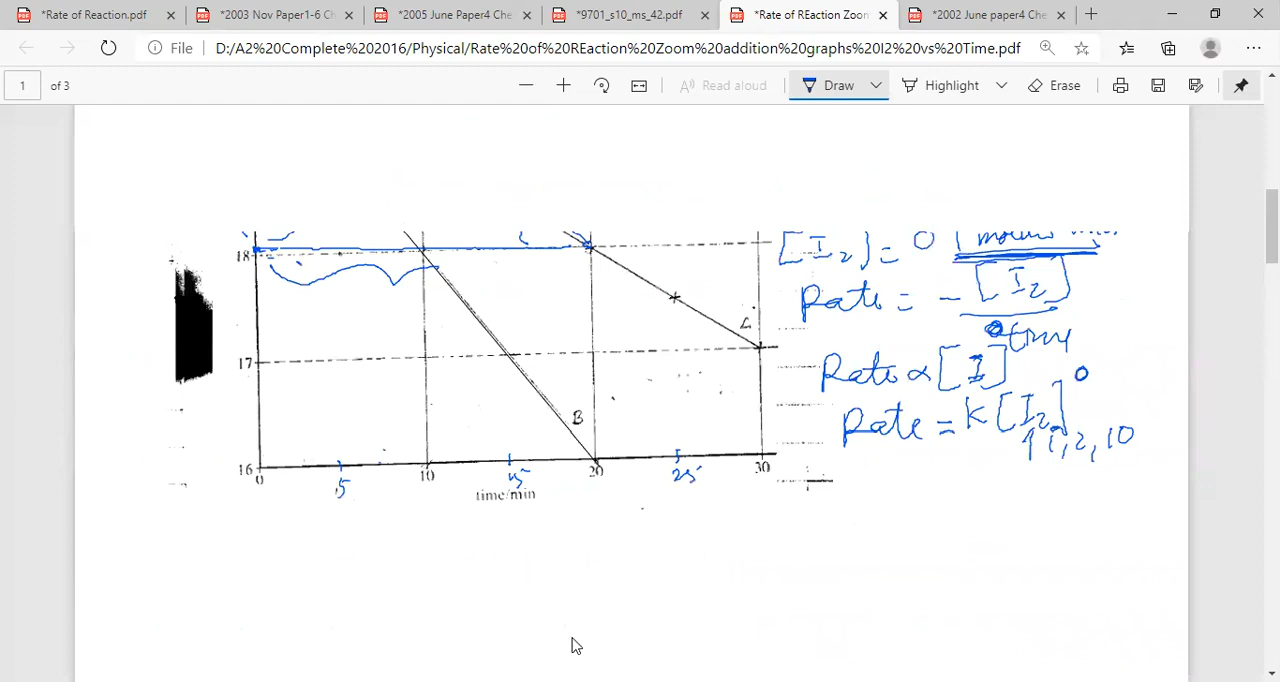 *Rate of Reaction.pdf
*2003 Nov Paper1-6 Ch
*2005 June Paper4 Che
*9701_s10_ms_42.pdf
*Rate of REaction Zoom
*2002 June paper4 Che
File D:/A2%20Complete%202016/Physical/Rate%20of%20REaction%20Zoom%20addition%20graphs%20I2%20vs%20Time.pdf
1 of 3
Read aloud
Draw
Highlight
Erase
18
17
16
0 5 10 15 20 25 30
time/min
B
[I2] = 0
Rate = - [I2]
time
Rate ∝ [I]
Rate = K [I2]^0
1, 2, 10